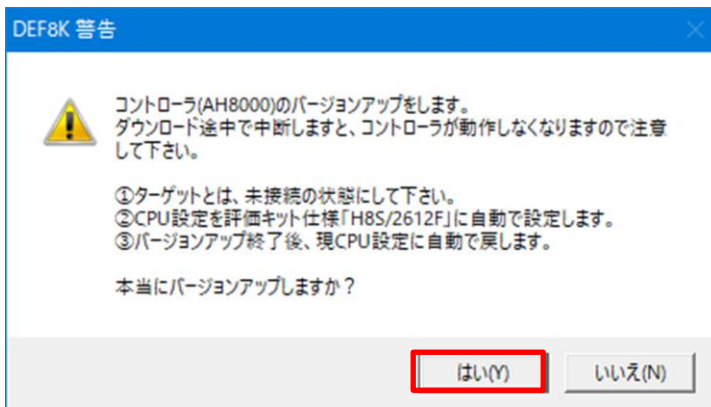 DEF8K 警告
コントローラ(AH8000)のバージョンアップをします。
ダウンロード途中で中断しますと、コントローラが動作しなくなりますので注意
して下さい。
①ターゲットとは、未接続の状態にして下さい。
②CPU設定を評価キット仕様「H8S/2612F」に自動で設定します。
③バージョンアップ終了後、現CPU設定に自動で戻します。
本当にバージョンアップしますか？
はい(Y)
いいえ(N)